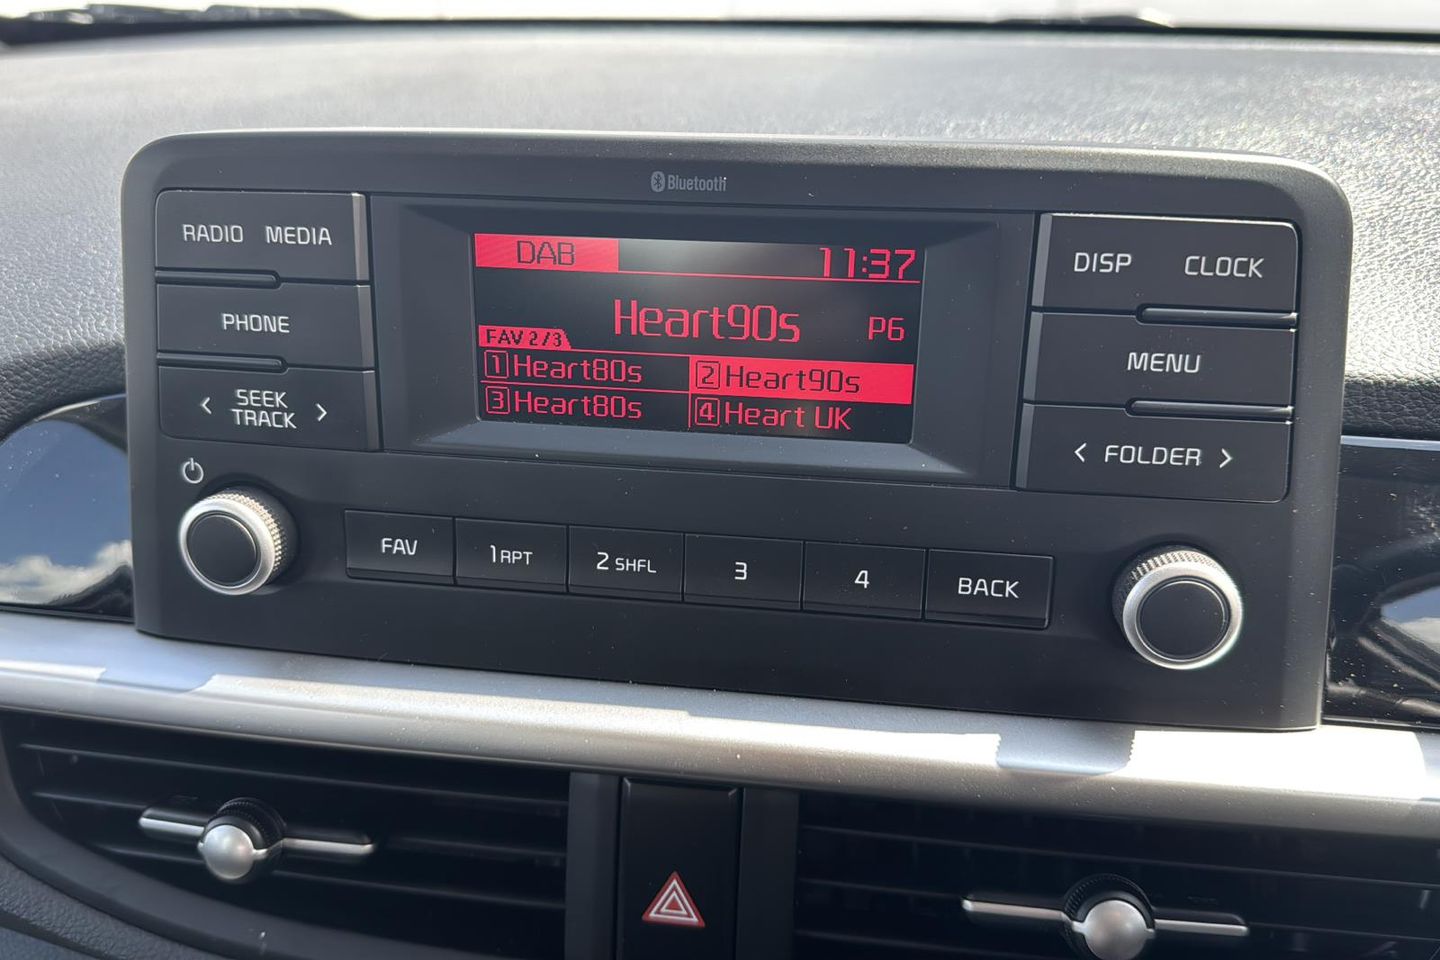 Bluetooth
RADIO MEDIA
PHONE
SEEK
TRACK
DAB 11:37
Heart90s P6
FAV 2/3
1 Heart80s 2 Heart90s
3 Heart80s 4 Heart UK
DISP CLOCK
MENU
FOLDER
FAV 1 RPT 2 SHFL 3 4 BACK